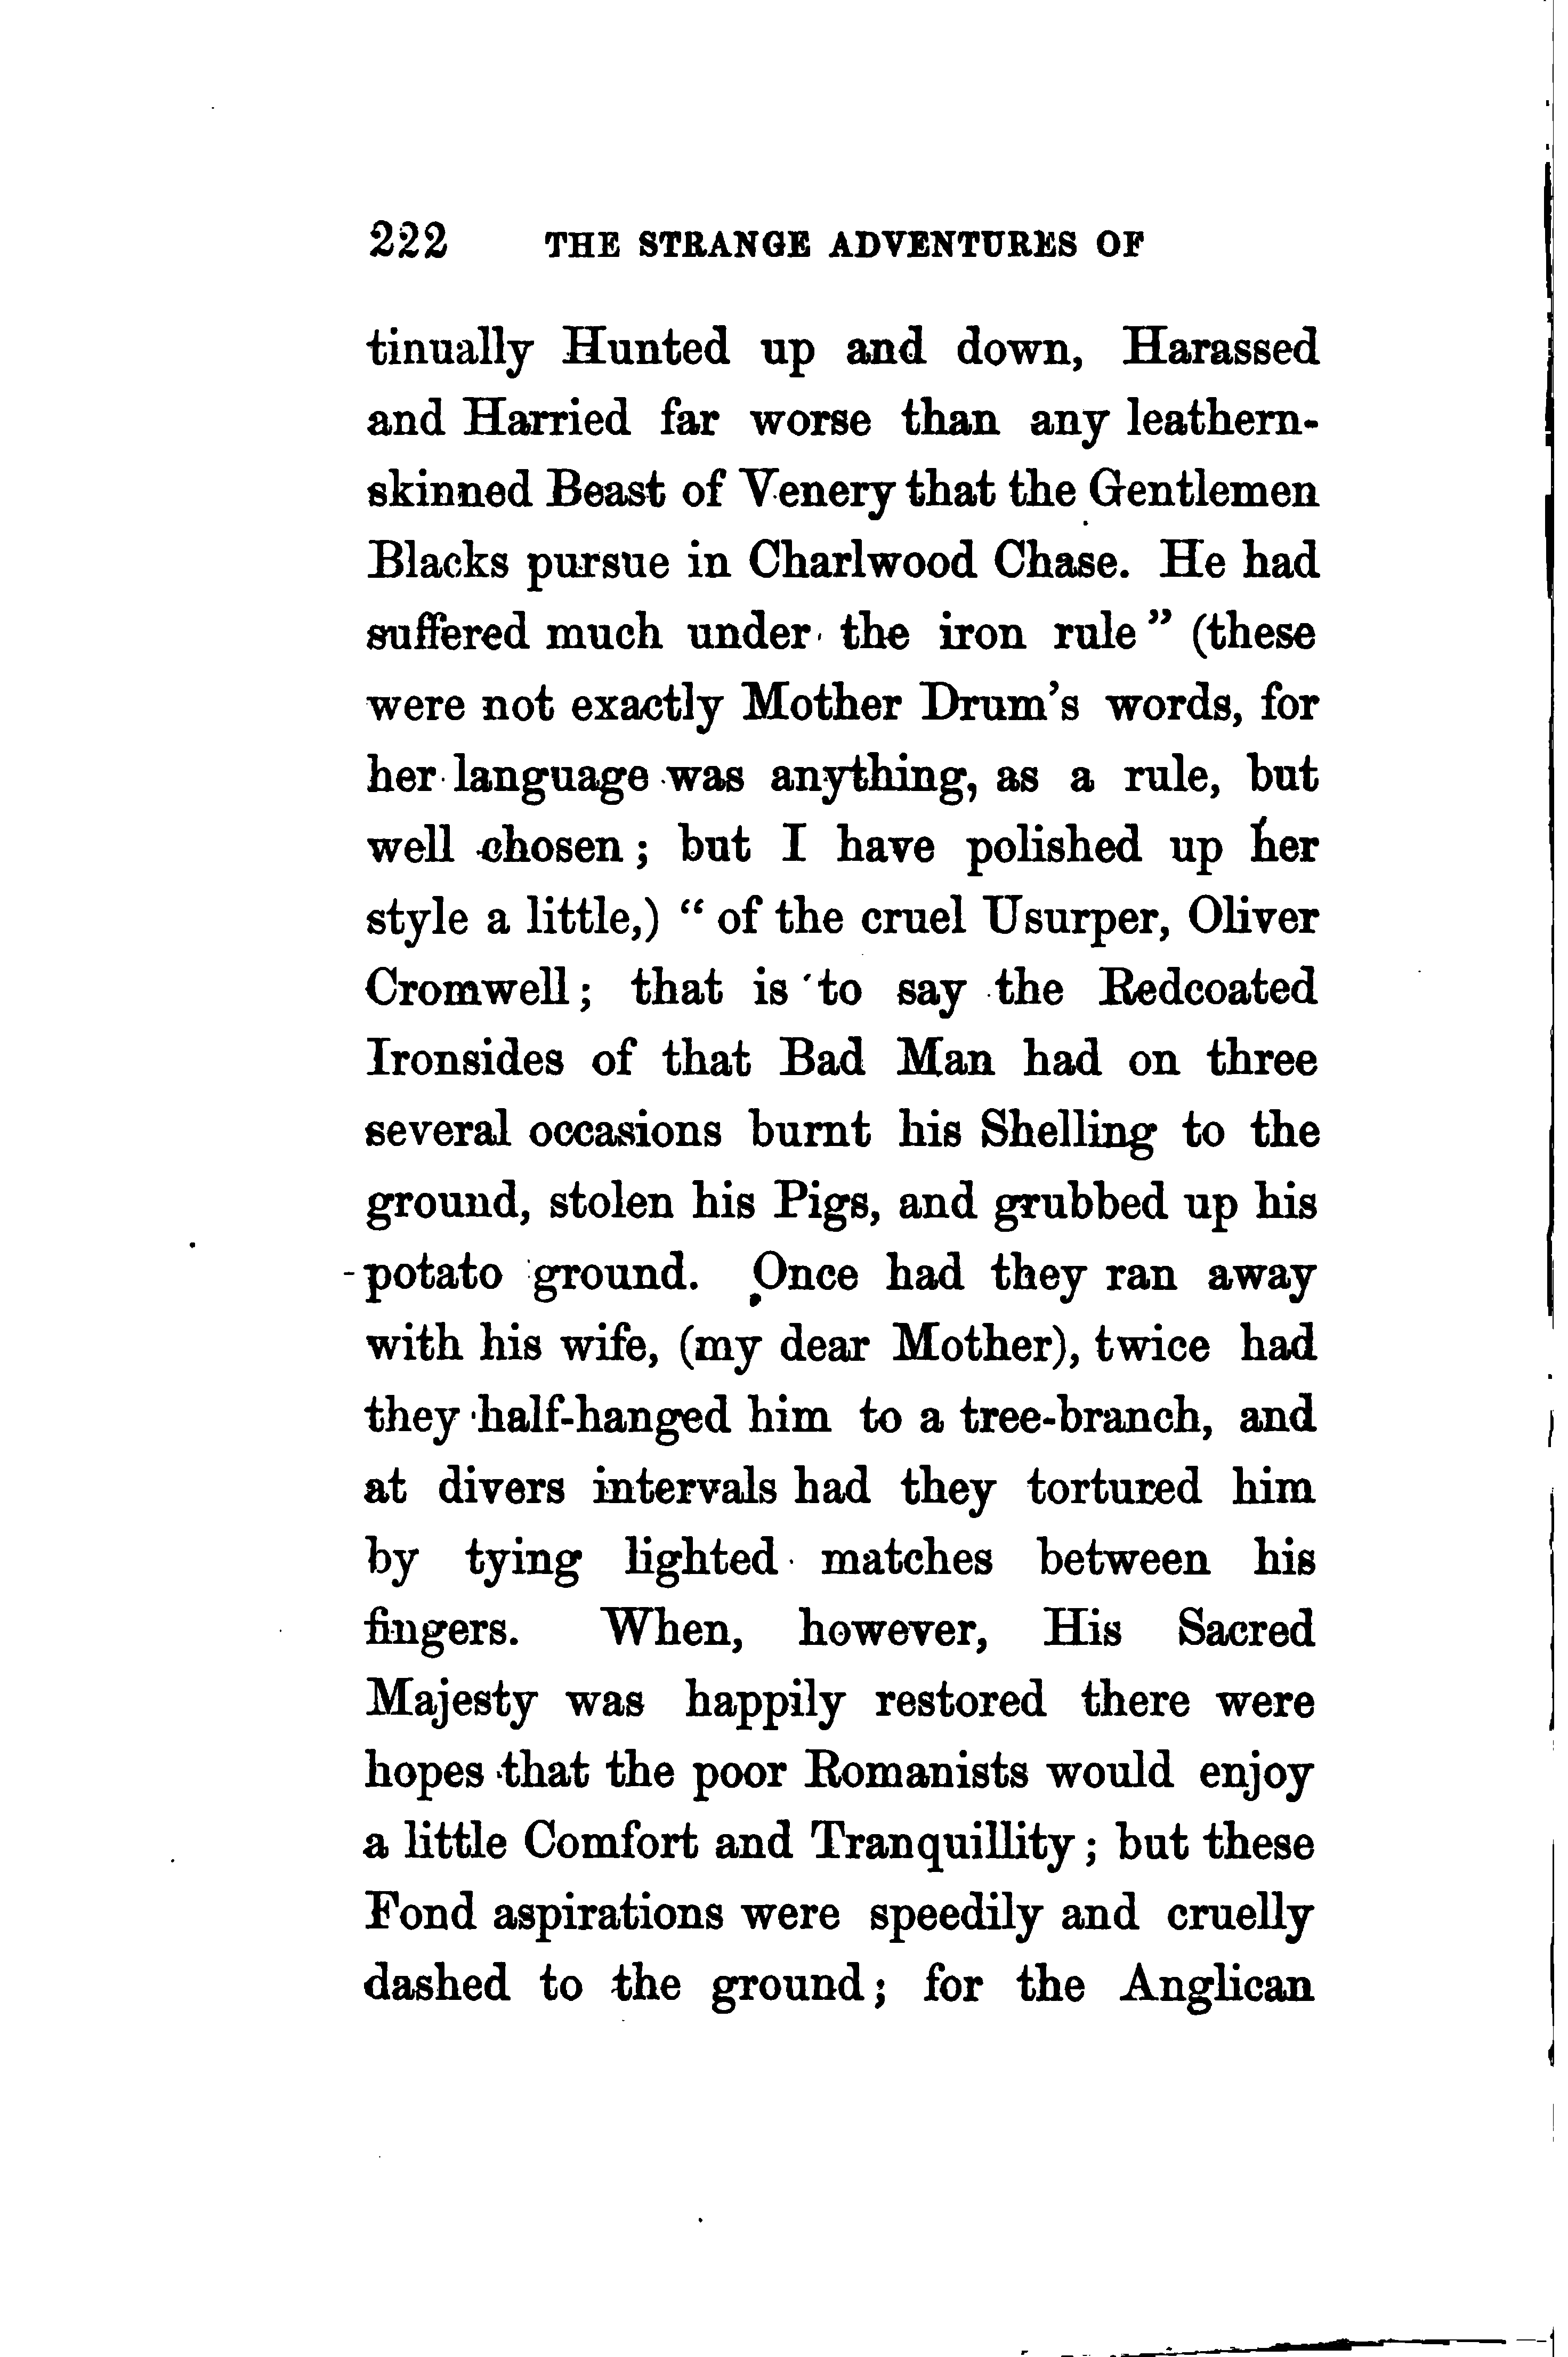 222 THE STRANGE ADVENTURES OF
tinually Hunted up and down, Harassed
and Harried far worse than any leathern-
skinned Beast of Venery that the Gentlemen
Blacks pursue in Charlwood Chase. He had
suffered much under the iron rule” (these
were not exactly Mother Drum’s words, for
her language was anything, as a rule, but
well chosen; but I have polished up her
style a little,) “of the cruel Usurper, Oliver
Cromwell; that is to say the Redcoated
Ironsides of that Bad Man had on three
several occasions burnt his Shelling to the
ground, stolen his Pigs, and grubbed up his
potato ground. Once had they ran away
with his wife, (my dear Mother), twice had
they half-hanged him to a tree-branch, and
at divers intervals had they tortured him
by tying lighted matches between his
fingers. When, however, His Sacred
Majesty was happily restored there were
hopes that the poor Romanists would enjoy
a little Comfort and Tranquillity; but these
Fond aspirations were speedily and cruelly
dashed to the ground; for the Anglican